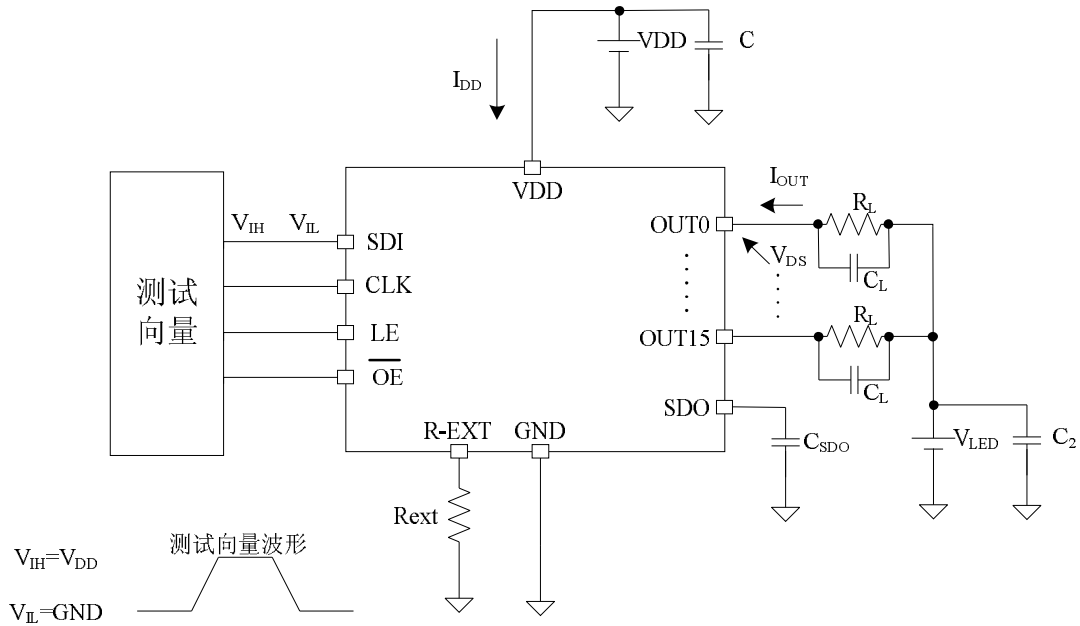 VDD
C
I_DD
VDD
测试
向量
V_IH
V_IL
SDI
CLK
LE
OE
R-EXT
GND
OUT0
OUT15
SDO
I_OUT
R_L
V_DS
C_L
R_L
C_L
C_SDO
V_LED
C_2
Rext
测试向量波形
V_IH=V_DD
V_IL=GND